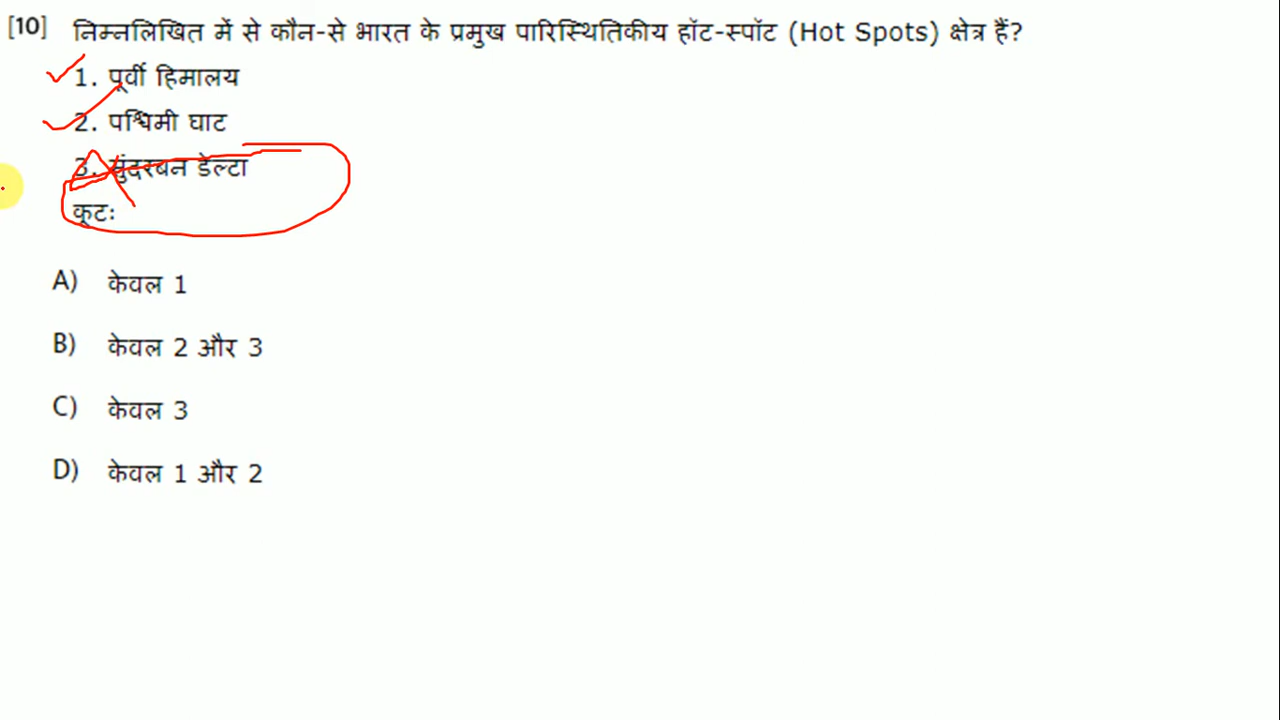 [10] निम्नलिखित में से कौन-से भारत के प्रमुख पारिस्थितिकीय हॉट-स्पॉट (Hot Spots) क्षेत्र हैं?
1. पूर्वी हिमालय
2. पश्चिमी घाट
3. सुंदरबन डेल्टा
कूटः
A) केवल 1
B) केवल 2 और 3
C) केवल 3
D) केवल 1 और 2